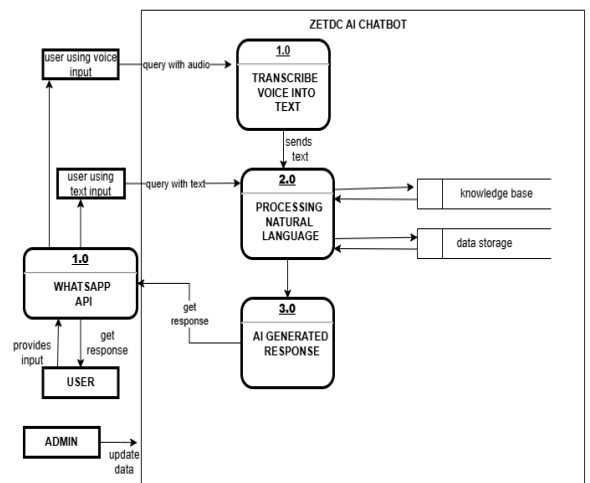 ZETDC AI CHATBOT
user using voice
input
query with audio
1.0
TRANSCRIBE
VOICE INTO
TEXT
sends
text
user using
text input
query with text
2.0
PROCESSING
NATURAL
LANGUAGE
knowledge base
data storage
1.0
WHATSAPP
API
get
response
3.0
AI GENERATED
RESPONSE
provides
input
get
response
USER
ADMIN
update
data